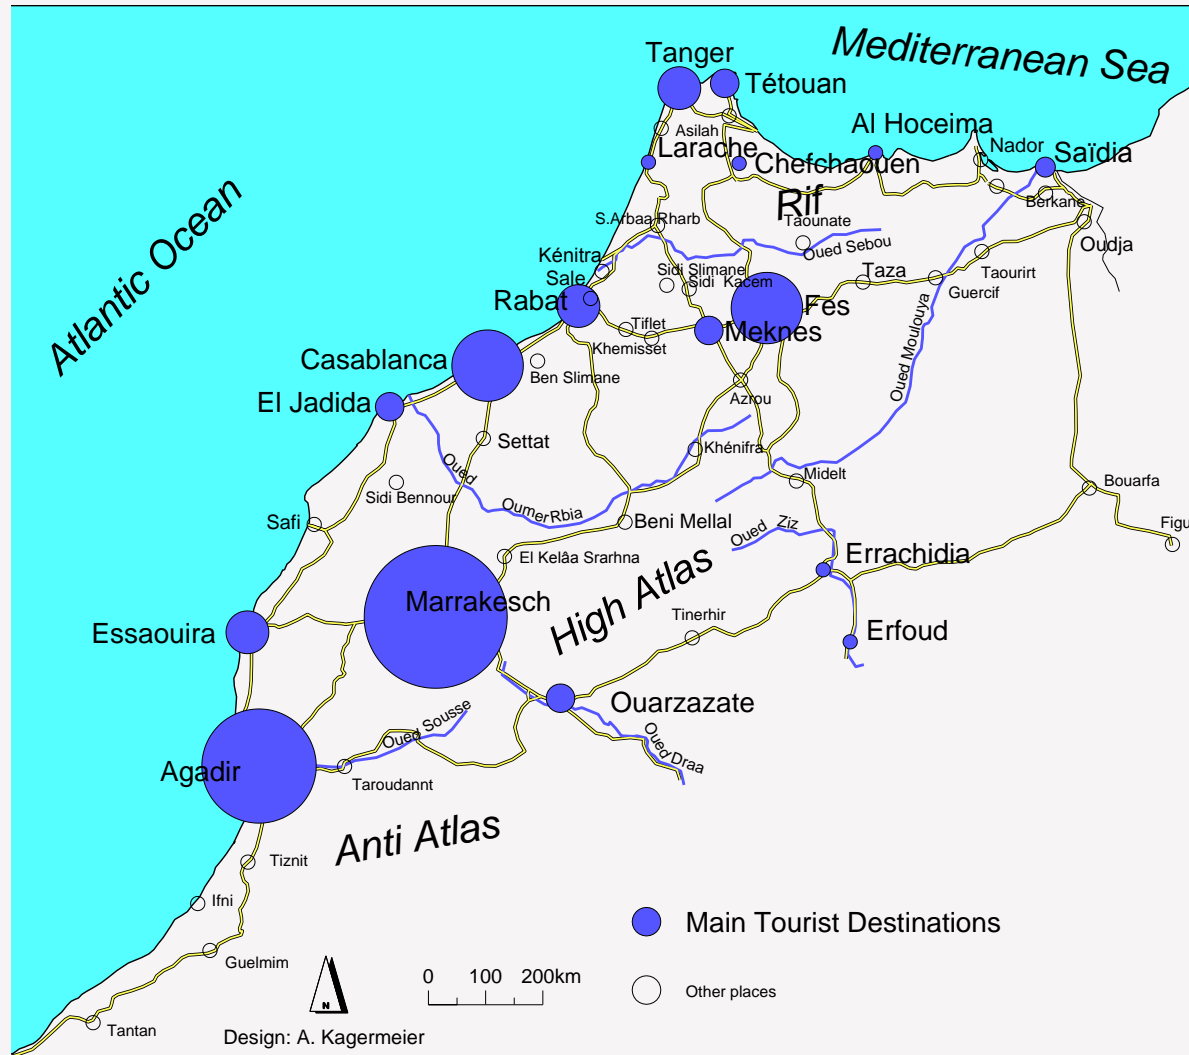 Mediterranean Sea
Tanger
Tétouan
Al Hoceima
Asilah
Larache
Chefchaouen
Nador
Saïdia
Rif
Berkane
Atlantic Ocean
S.Arbaa Rharb
Taounate
Oued Sebou
Oudja
Kénitra
Sale
Sidi Slimane
Sidi Kacem
Taza
Taourirt
Guercif
Rabat
Fes
Tiflet
Meknes
Khemisset
Oued Moulouya
Casablanca
Ben Slimane
Azrou
El Jadida
Settat
Khénifra
Oued
OumerRbia
Midelt
Sidi Bennour
Bouarfa
Safi
Beni Mellal
Oued Ziz
Figu
El Kelâa Srarhna
Errachidia
High Atlas
Marrakesch
Tinerhir
Erfoud
Essaouira
Ouarzazate
Oued Sousse
Oued Draa
Agadir
Taroudannt
Anti Atlas
Tiznit
Ifni
Main Tourist Destinations
Guelmim
0 100 200km
Other places
N
Tantan
Design: A. Kagermeier